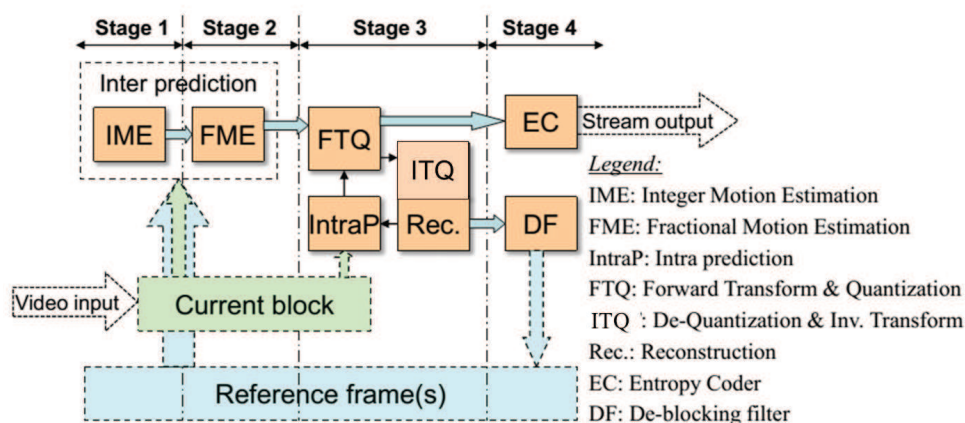 Stage 1 Stage 2 Stage 3 Stage 4
Inter prediction
IME FME FTQ EC Stream output
ITQ
IntraP Rec. DF
Video input Current block
Reference frame(s)
Legend:
IME: Integer Motion Estimation
FME: Fractional Motion Estimation
IntraP: Intra prediction
FTQ: Forward Transform & Quantization
ITQ : De-Quantization & Inv. Transform
Rec.: Reconstruction
EC: Entropy Coder
DF: De-blocking filter